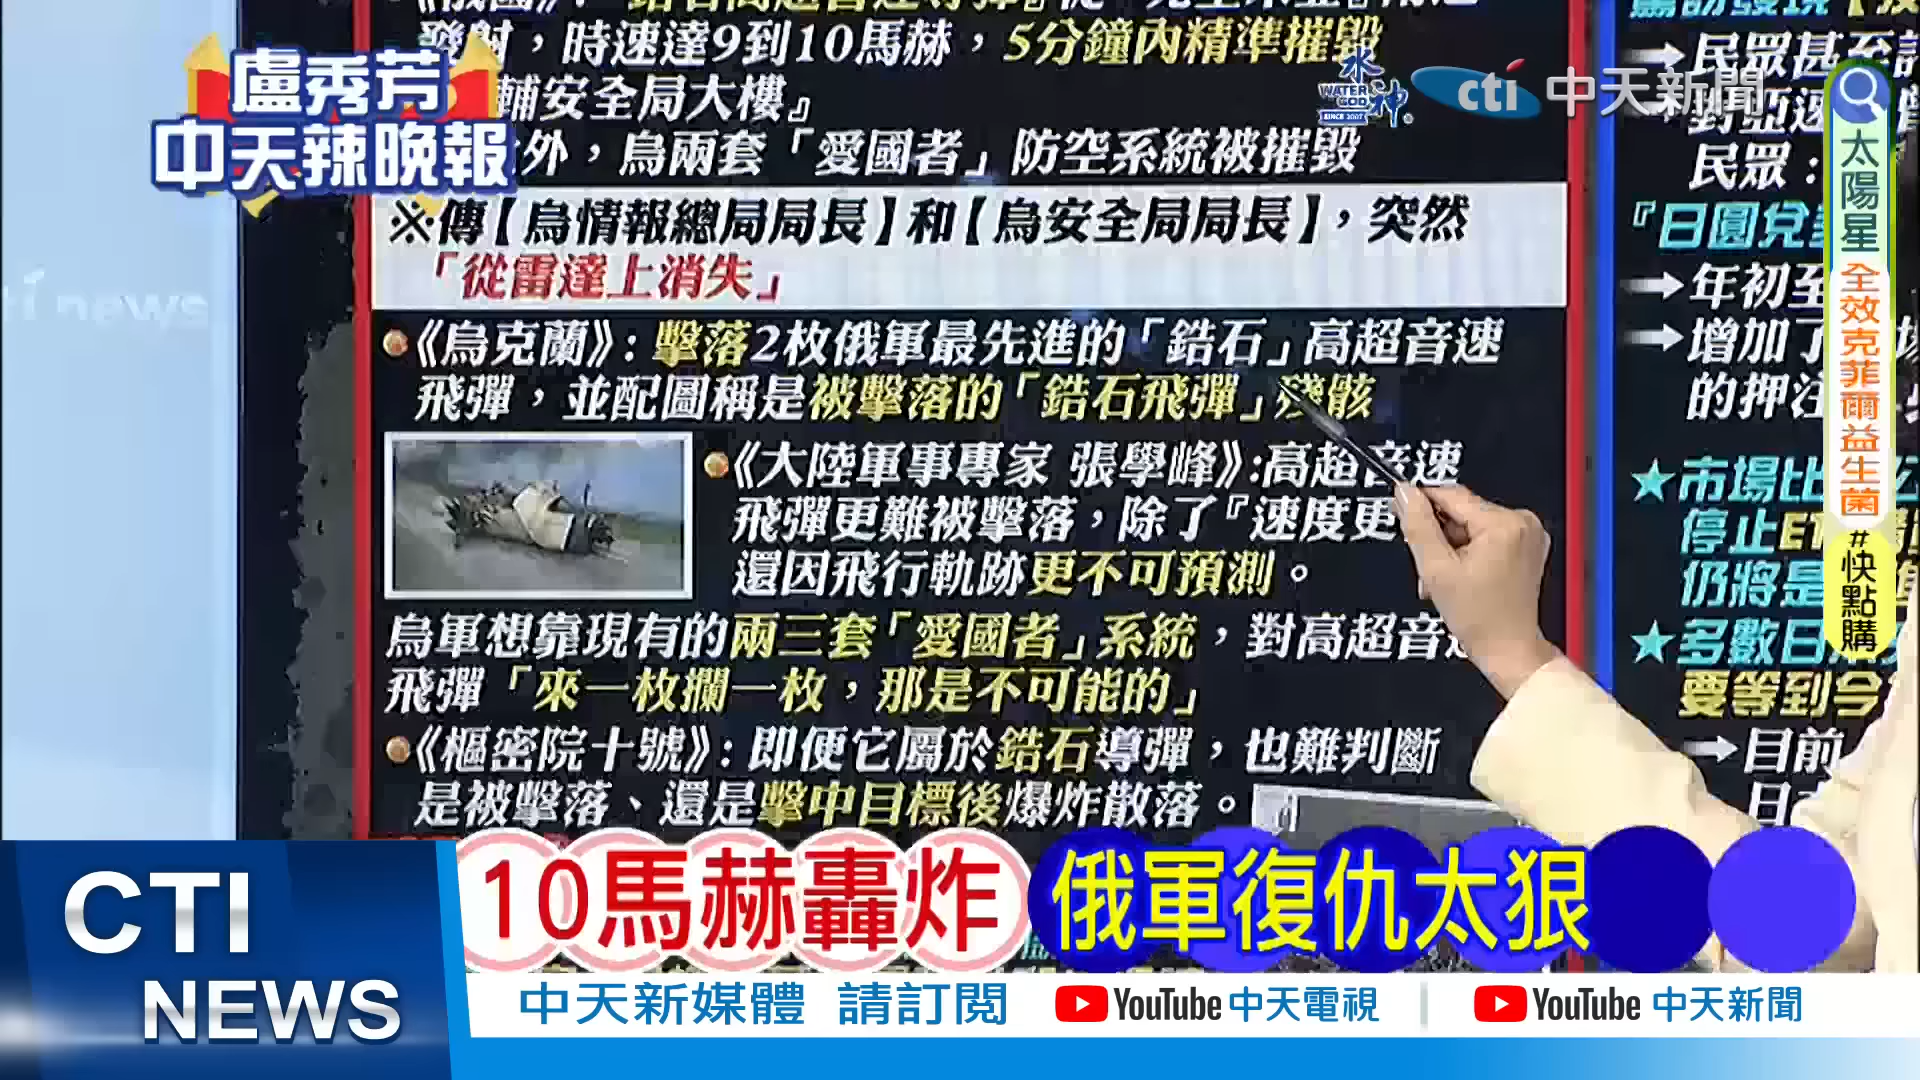 盧秀芳
中天辣晚報
發射，時速達9到10馬赫，5分鐘內精準摧毀
輔安全局大樓』
外，烏兩套「愛國者」防空系統被摧毀
※傳【烏情報總局局長】和【烏安全局局長】，突然
「從雷達上消失」
《烏克蘭》：擊落2枚俄軍最先進的「鋯石」高超音速
飛彈，並配圖稱是被擊落的「鋯石飛彈」殘骸
《大陸軍事專家 張學峰》:高超音速
飛彈更難被擊落，除了『速度更
還因飛行軌跡更不可預測。
烏軍想靠現有的兩三套「愛國者」系統，對高超音
飛彈「來一枚攔一枚，那是不可能的」
《樞密院十號》：即便它屬於鋯石導彈，也難判斷
是被擊落、還是擊中目標後爆炸散落。
水神
WATER GOD
SINCE 2007
cti 中天新聞
民眾甚至
民眾：
『日圓兌
年初至
增加了
的押注
★市場比
停止
仍將是
★多數日
要等到今
目前
太陽星
全效克菲爾益生菌
#快點購
news
10馬赫轟炸 俄軍復仇太狠
CTI
NEWS
中天新媒體 請訂閱 YouTube 中天電視 | YouTube 中天新聞